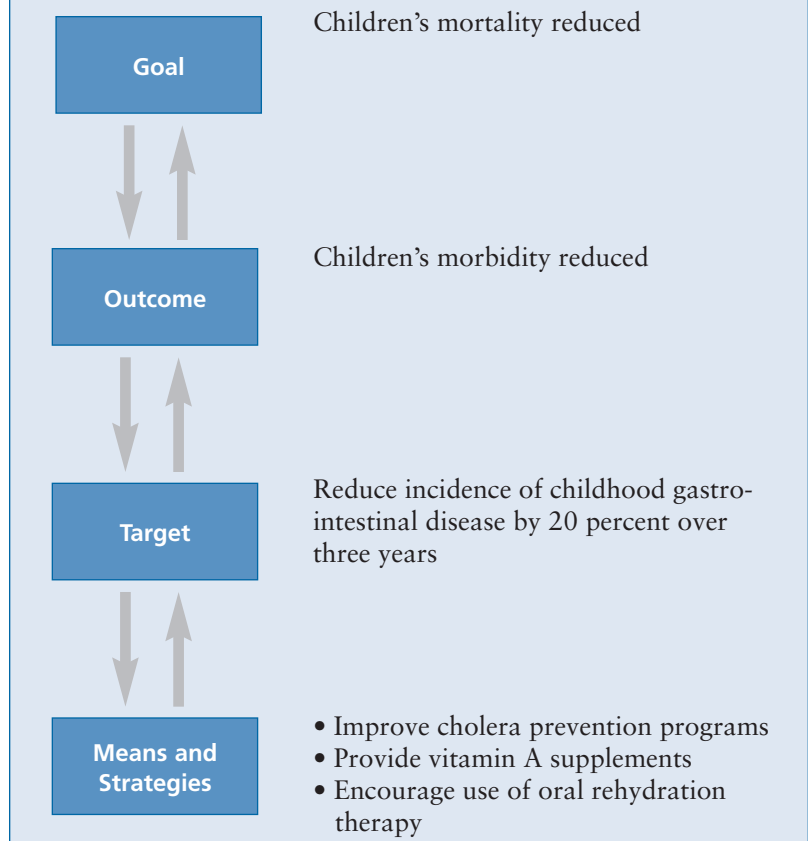 Children’s mortality reduced
Goal
Children’s morbidity reduced
Outcome
Reduce incidence of childhood gastro-
intestinal disease by 20 percent over
three years
Target
• Improve cholera prevention programs
• Provide vitamin A supplements
• Encourage use of oral rehydration
therapy
Means and
Strategies